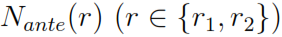 N_{ante}(r) (r ∈ {r_1, r_2})